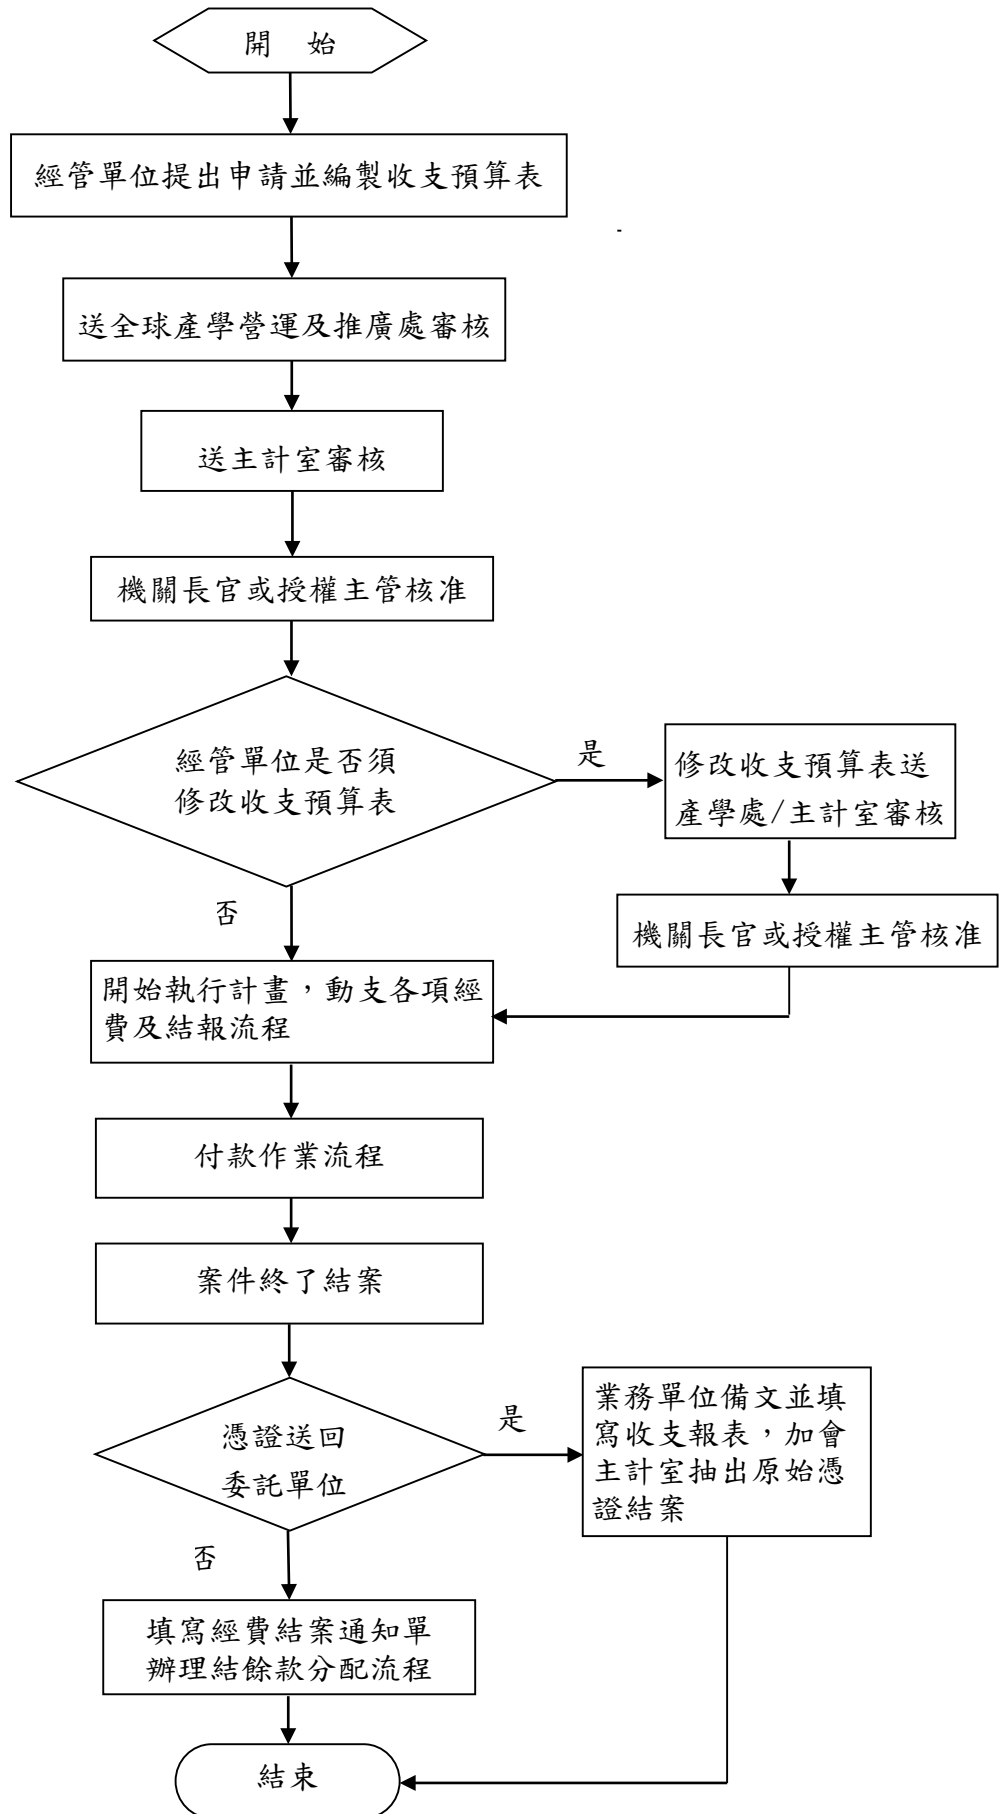 開 始
經管單位提出申請並編製收支預算表
送全球產學營運及推廣處審核
送主計室審核
機關長官或授權主管核准
經管單位是否須
修改收支預算表
是
修改收支預算表送
產學處/主計室審核
機關長官或授權主管核准
否
開始執行計畫，動支各項經
費及結報流程
付款作業流程
案件終了結案
憑證送回
委託單位
是
業務單位備文並填
寫收支報表，加會
主計室抽出原始憑
證結案
否
填寫經費結案通知單
辦理結餘款分配流程
結束